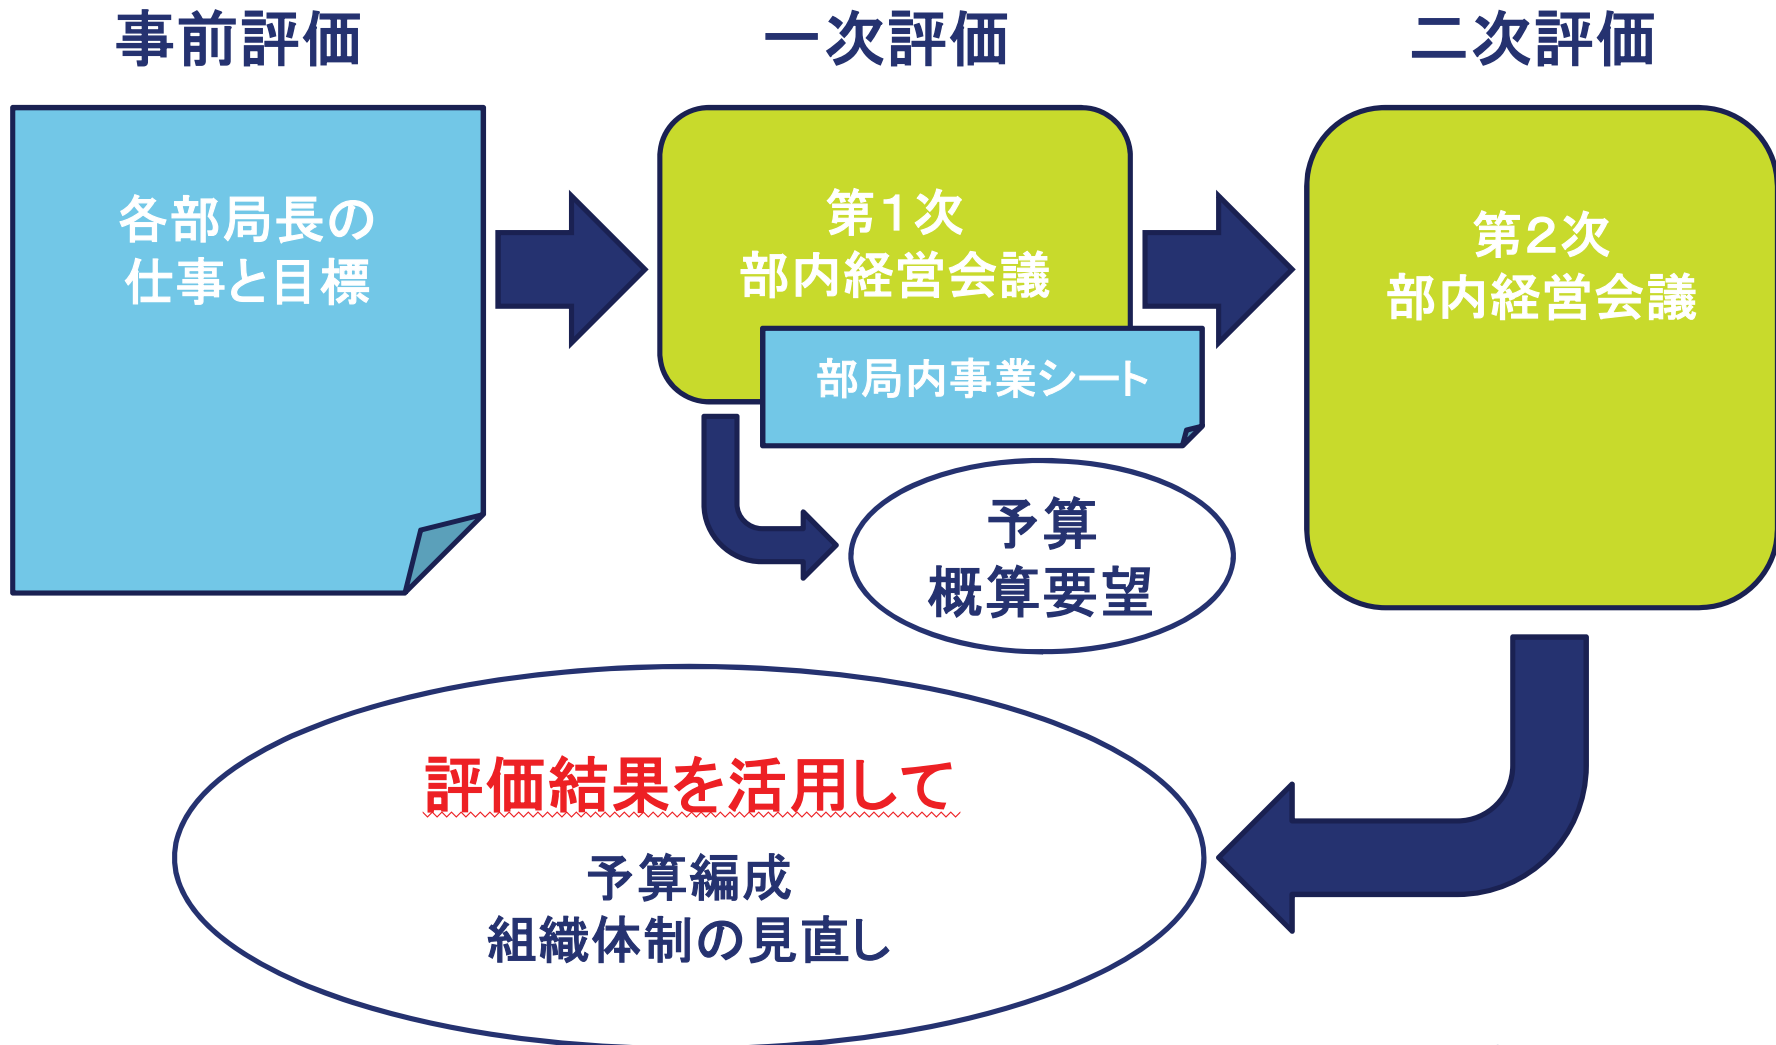 事前評価
一次評価
二次評価
各部局長の
仕事と目標
第１次
部内経営会議
部局内事業シート
予算
概算要望
第２次
部内経営会議
評価結果を活用して
予算編成
組織体制の見直し